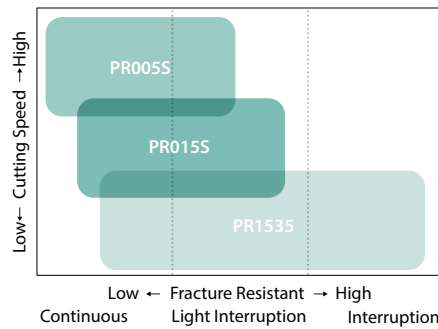 PR005S
PR015S
PR1535
Low ← Cutting Speed → High
Low ← Fracture Resistant → High
Continuous Light Interruption Interruption